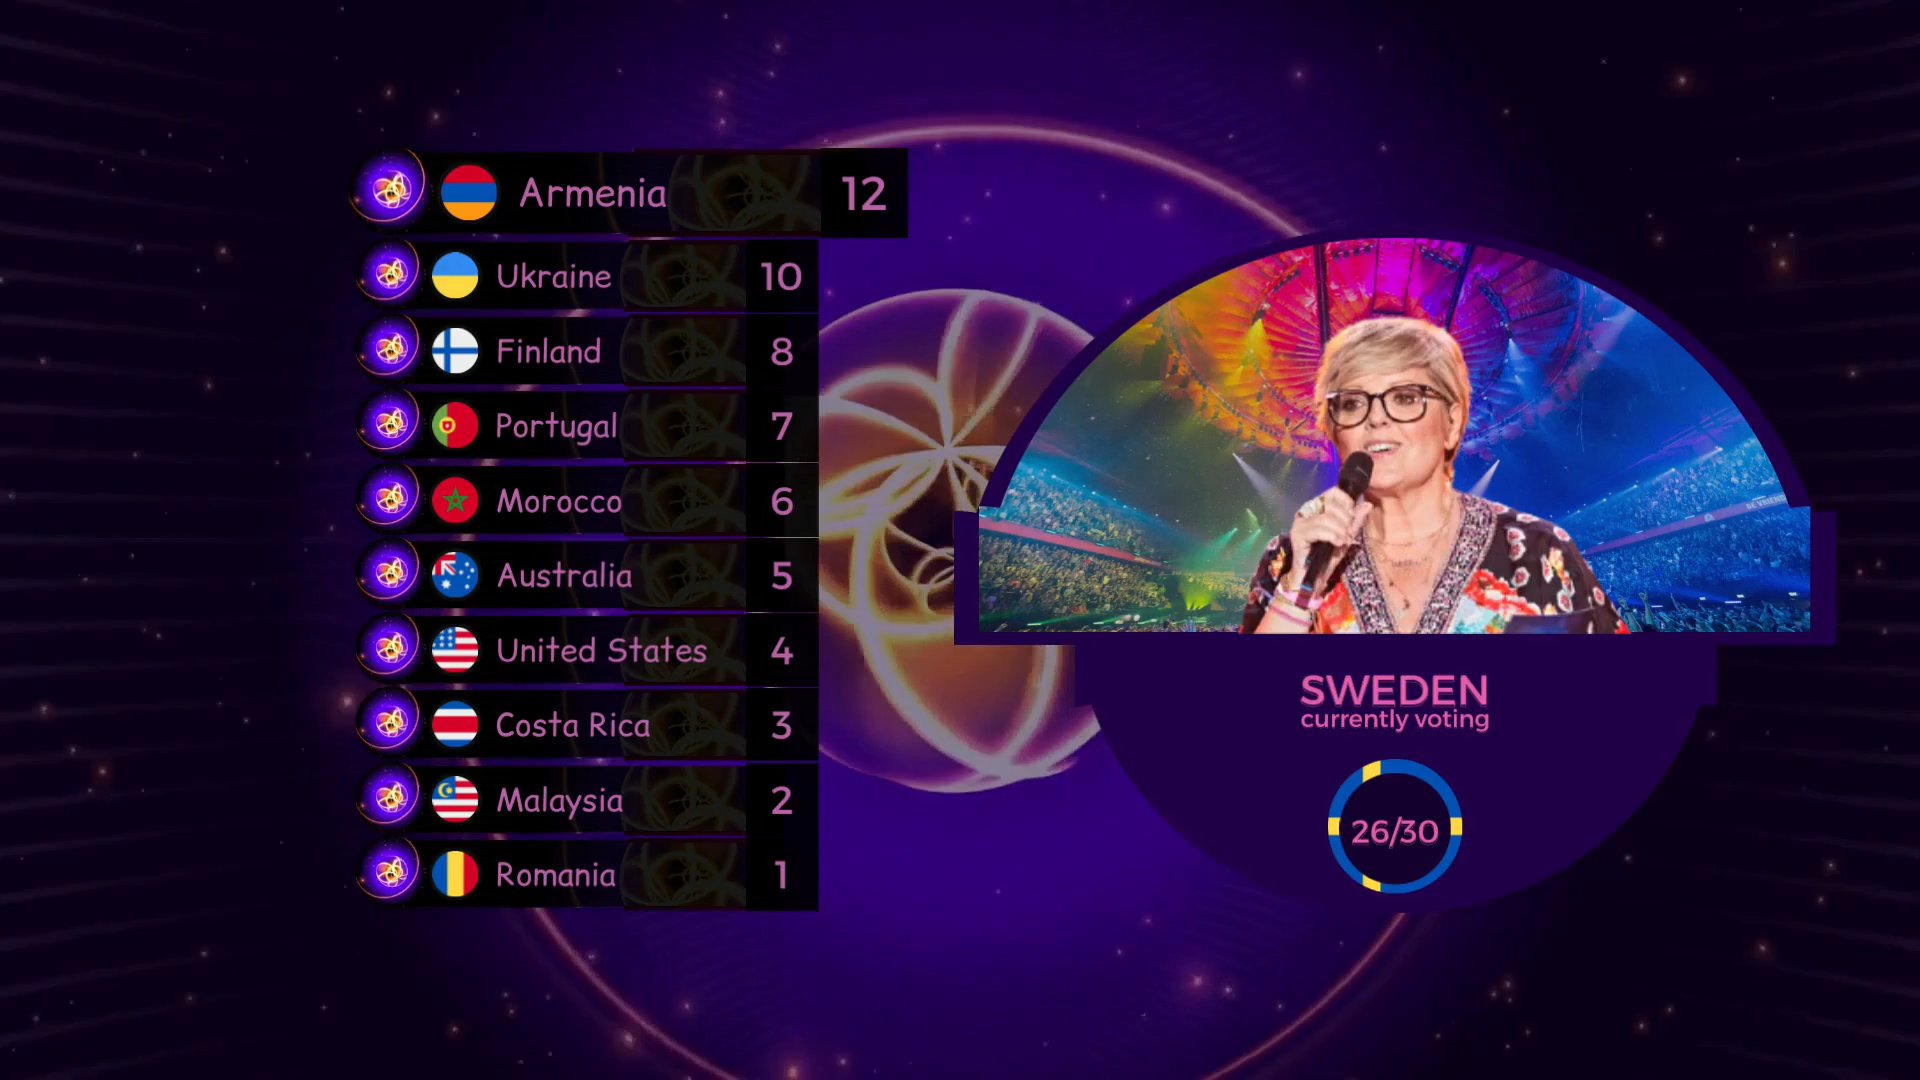 Armenia 12
Ukraine 10
Finland 8
Portugal 7
Morocco 6
Australia 5
United States 4
Costa Rica 3
Malaysia 2
Romania 1
SWEDEN
currently voting
26/30